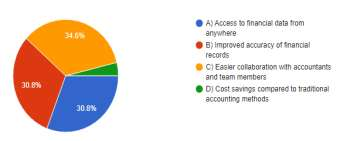 34.6%
30.8%
30.8%
A) Access to financial data from
anywhere
B) Improved accuracy of financial
records
C) Easier collaboration with accountants
and team members
D) Cost savings compared to traditional
accounting methods